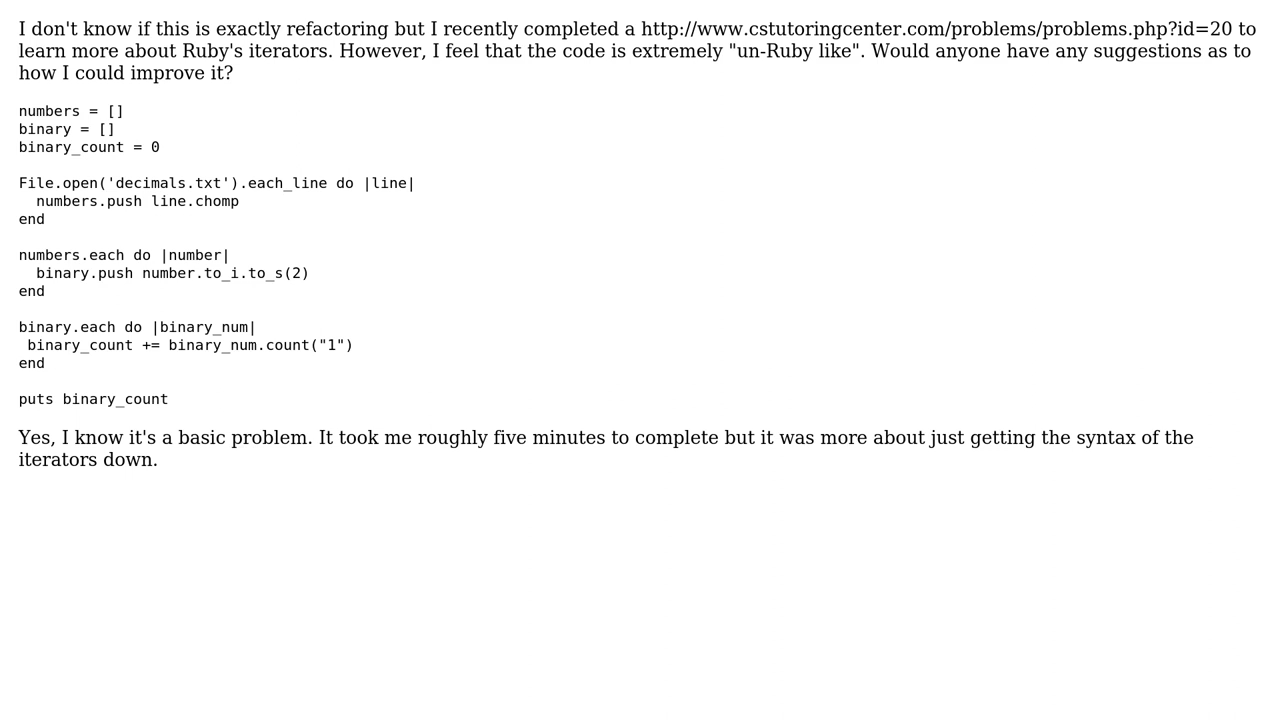 I don't know if this is exactly refactoring but I recently completed a http://www.cstutoringcenter.com/problems/problems.php?id=20 to
learn more about Ruby's iterators. However, I feel that the code is extremely "un-Ruby like". Would anyone have any suggestions as to
how I could improve it?
numbers = []
binary = []
binary_count = 0
File.open('decimals.txt').each_line do |line|
  numbers.push line.chomp
end
numbers.each do |number|
  binary.push number.to_i.to_s(2)
end
binary.each do |binary_num|
 binary_count += binary_num.count("1")
end
puts binary_count
Yes, I know it's a basic problem. It took me roughly five minutes to complete but it was more about just getting the syntax of the
iterators down.